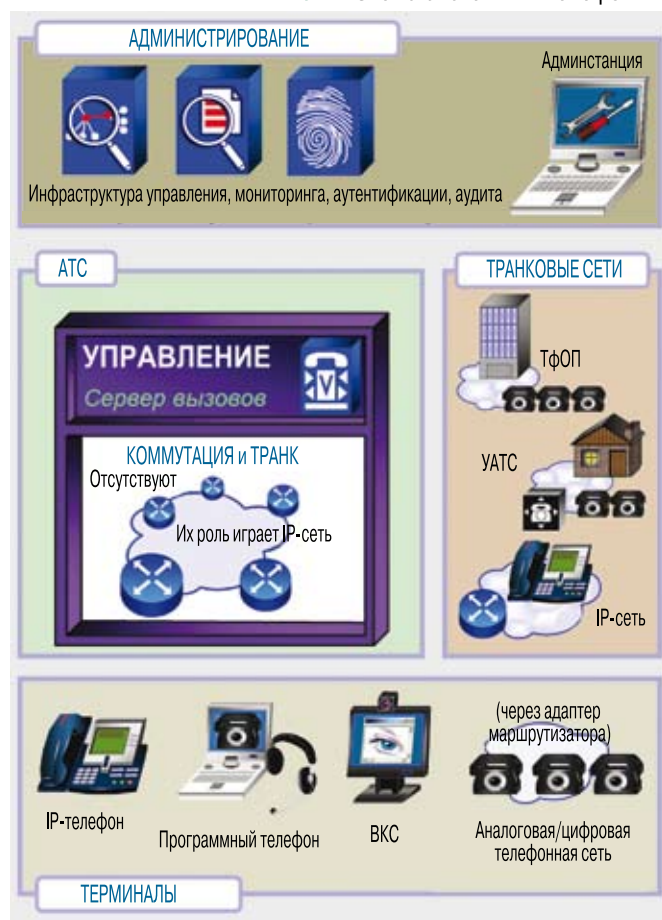 АДМИНИСТРИРОВАНИЕ
Админстанция
Инфраструктура управления, мониторинга, аутентификации, аудита
АТС
УПРАВЛЕНИЕ
Сервер вызовов
V
КОММУТАЦИЯ и ТРАНК
Отсутствуют
Их роль играет IP-сеть
ТРАНКОВЫЕ СЕТИ
ТфОП
УАТС
IP-сеть
IP-телефон
Программный телефон
ВКС
(через адаптер
маршрутизатора)
Аналоговая/цифровая
телефонная сеть
ТЕРМИНАЛЫ